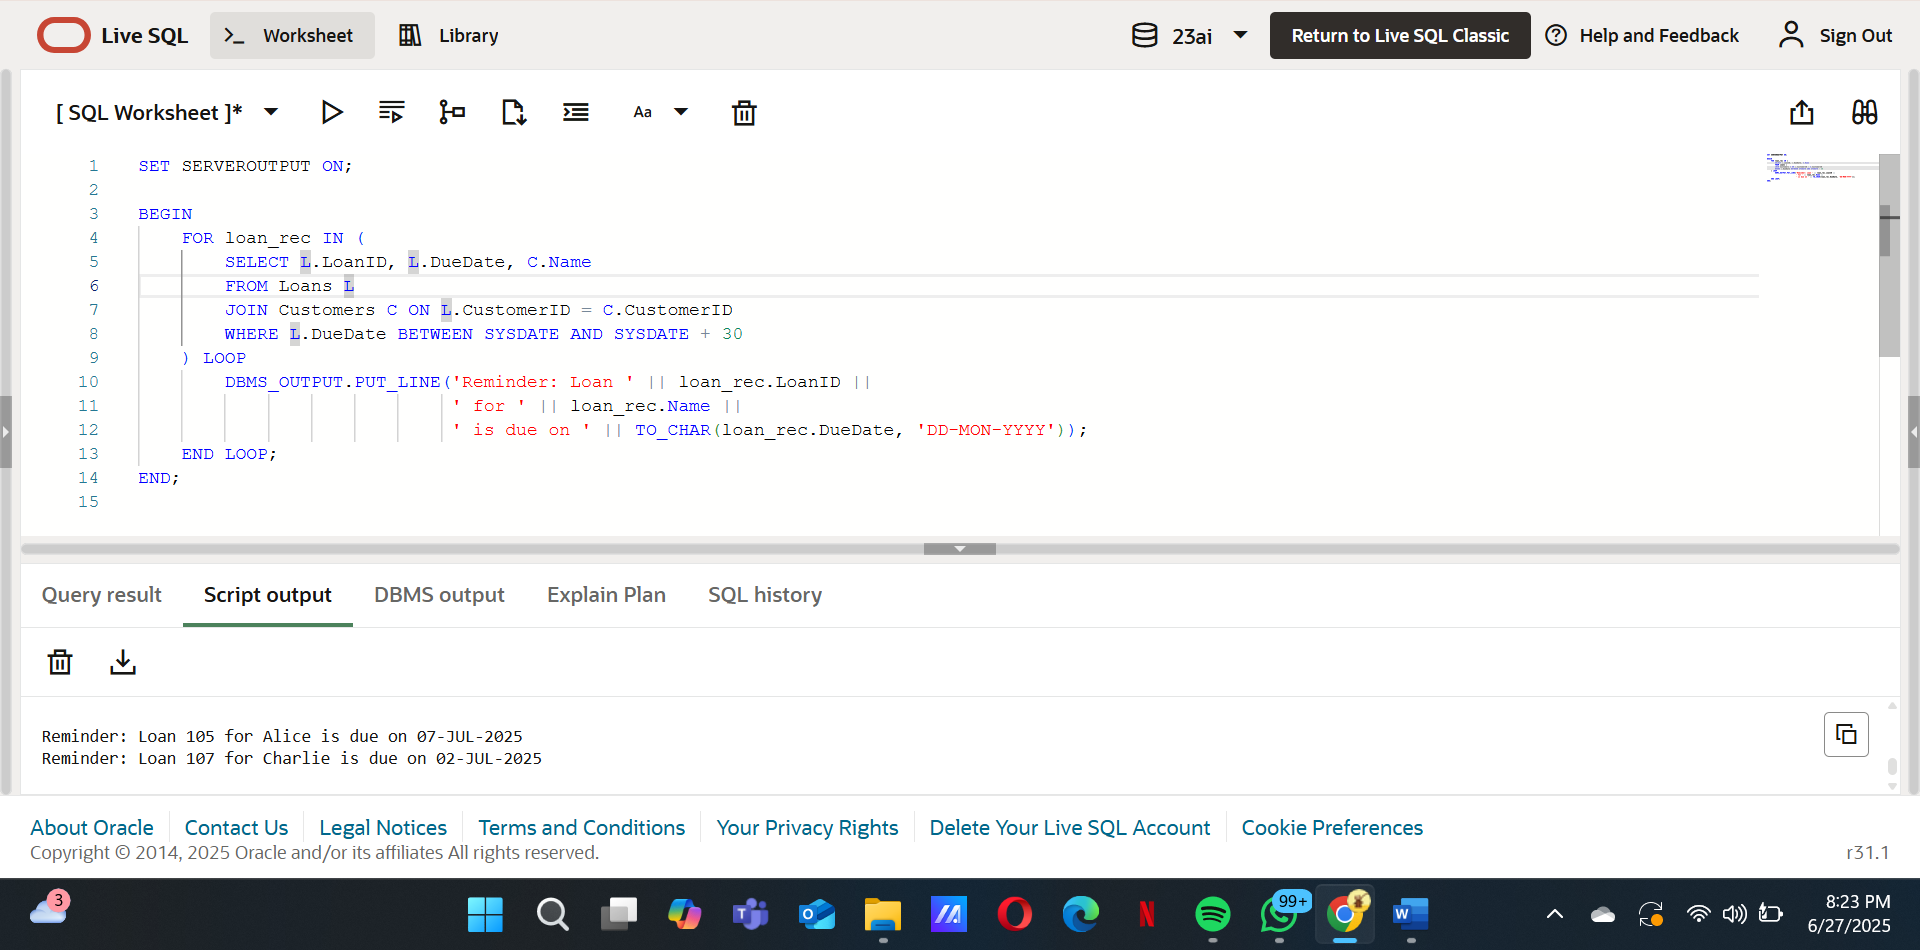 Live SQL
Worksheet
Library
23ai
Return to Live SQL Classic
Help and Feedback
Sign Out
[ SQL Worksheet ]*
Aa
1 SET SERVEROUTPUT ON;
2
3 BEGIN
4     FOR loan_rec IN (
5         SELECT L.LoanID, L.DueDate, C.Name
6         FROM Loans L
7         JOIN Customers C ON L.CustomerID = C.CustomerID
8         WHERE L.DueDate BETWEEN SYSDATE AND SYSDATE + 30
9     ) LOOP
10         DBMS_OUTPUT.PUT_LINE('Reminder: Loan ' || loan_rec.LoanID ||
11                              ' for ' || loan_rec.Name ||
12                              ' is due on ' || TO_CHAR(loan_rec.DueDate, 'DD-MON-YYYY'));
13     END LOOP;
14 END;
15
Query result
Script output
DBMS output
Explain Plan
SQL history
Reminder: Loan 105 for Alice is due on 07-JUL-2025
Reminder: Loan 107 for Charlie is due on 02-JUL-2025
About Oracle
Contact Us
Legal Notices
Terms and Conditions
Your Privacy Rights
Delete Your Live SQL Account
Cookie Preferences
Copyright © 2014, 2025 Oracle and/or its affiliates All rights reserved.
r31.1
3
99+
8:23 PM
6/27/2025